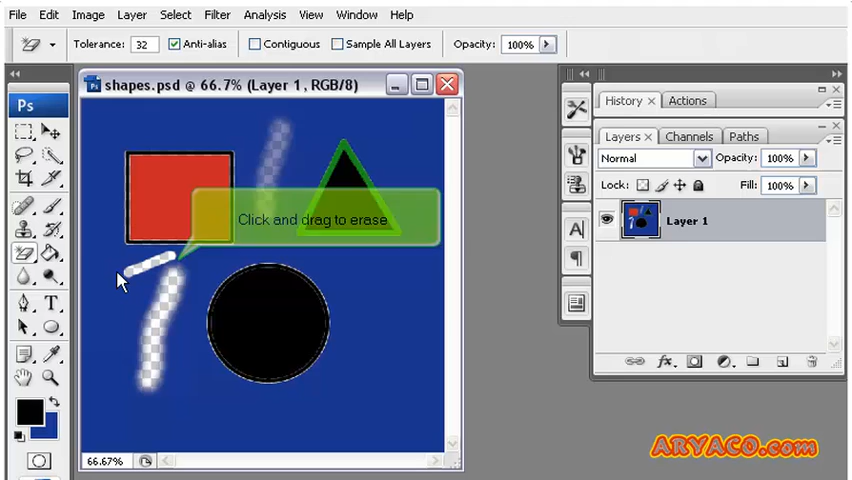 File Edit Image Layer Select Filter Analysis View Window Help
Tolerance: 32 Anti-alias Contiguous Sample All Layers Opacity: 100%
shapes.psd @ 66.7% (Layer 1, RGB/8)
Ps
History Actions
Layers Channels Paths
Normal Opacity: 100%
Lock: Fill: 100%
Layer 1
Click and drag to erase
T
A
fx
66.67%
ARYACO.com